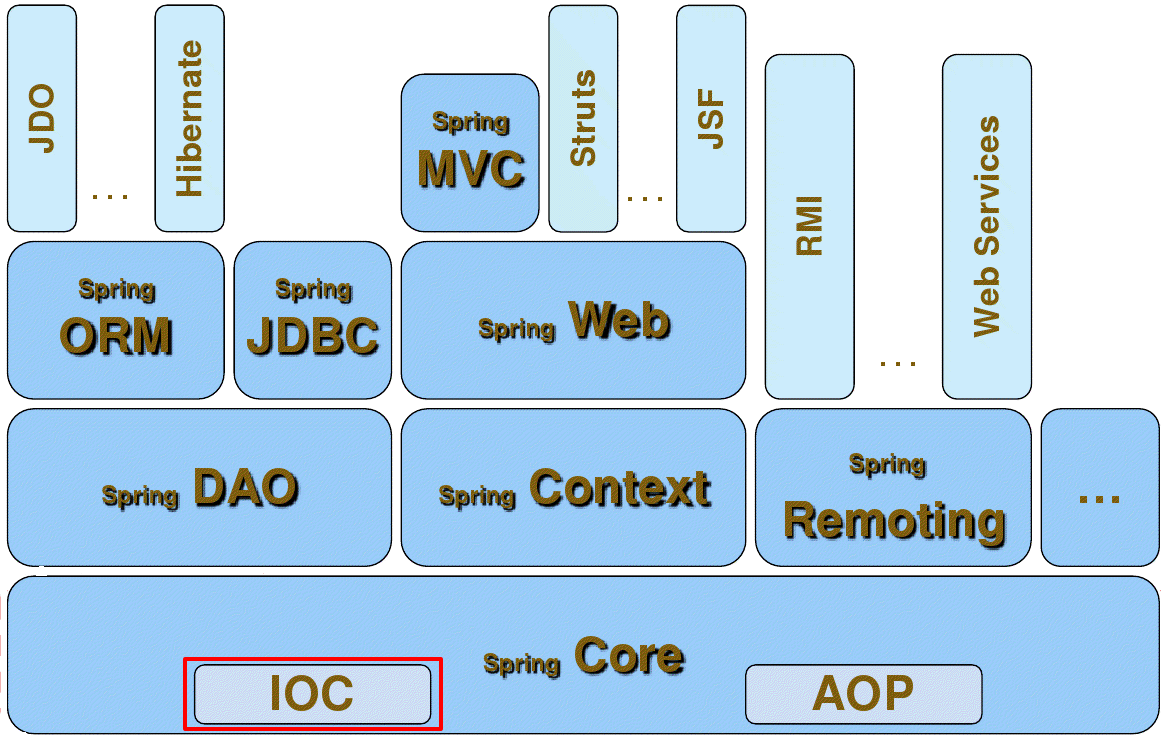 JDO
...
Hibernate
Spring
MVC
Struts
...
JSF
RMI
...
Web Services
Spring
ORM
Spring
JDBC
Spring Web
Spring DAO
Spring Context
Spring
Remoting
...
Spring Core
IOC
AOP